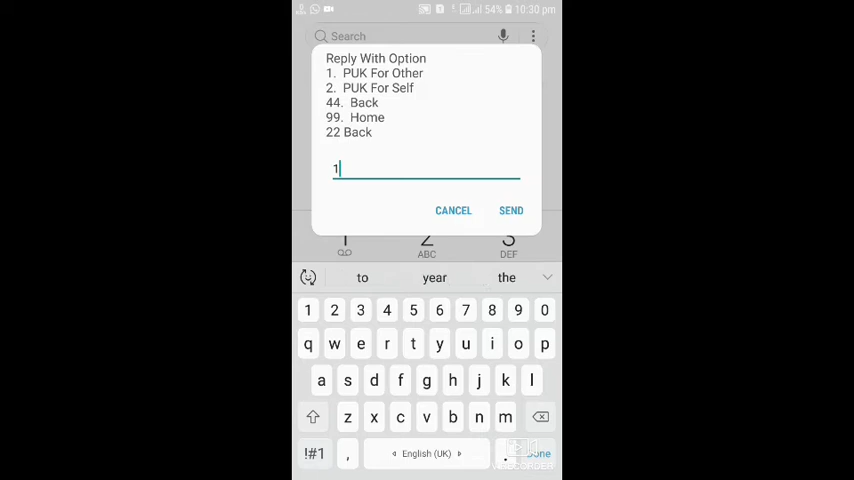 54% 10:30 pm
Search
Reply With Option
1. PUK For Other
2. PUK For Self
44. Back
99. Home
22 Back
1
CANCEL SEND
1 2 3
ABC DEF
to year the
1 2 3 4 5 6 7 8 9 0
q w e r t y u i o p
a s d f g h j k l
z x c v b n m
!#1 , English (UK) . Done